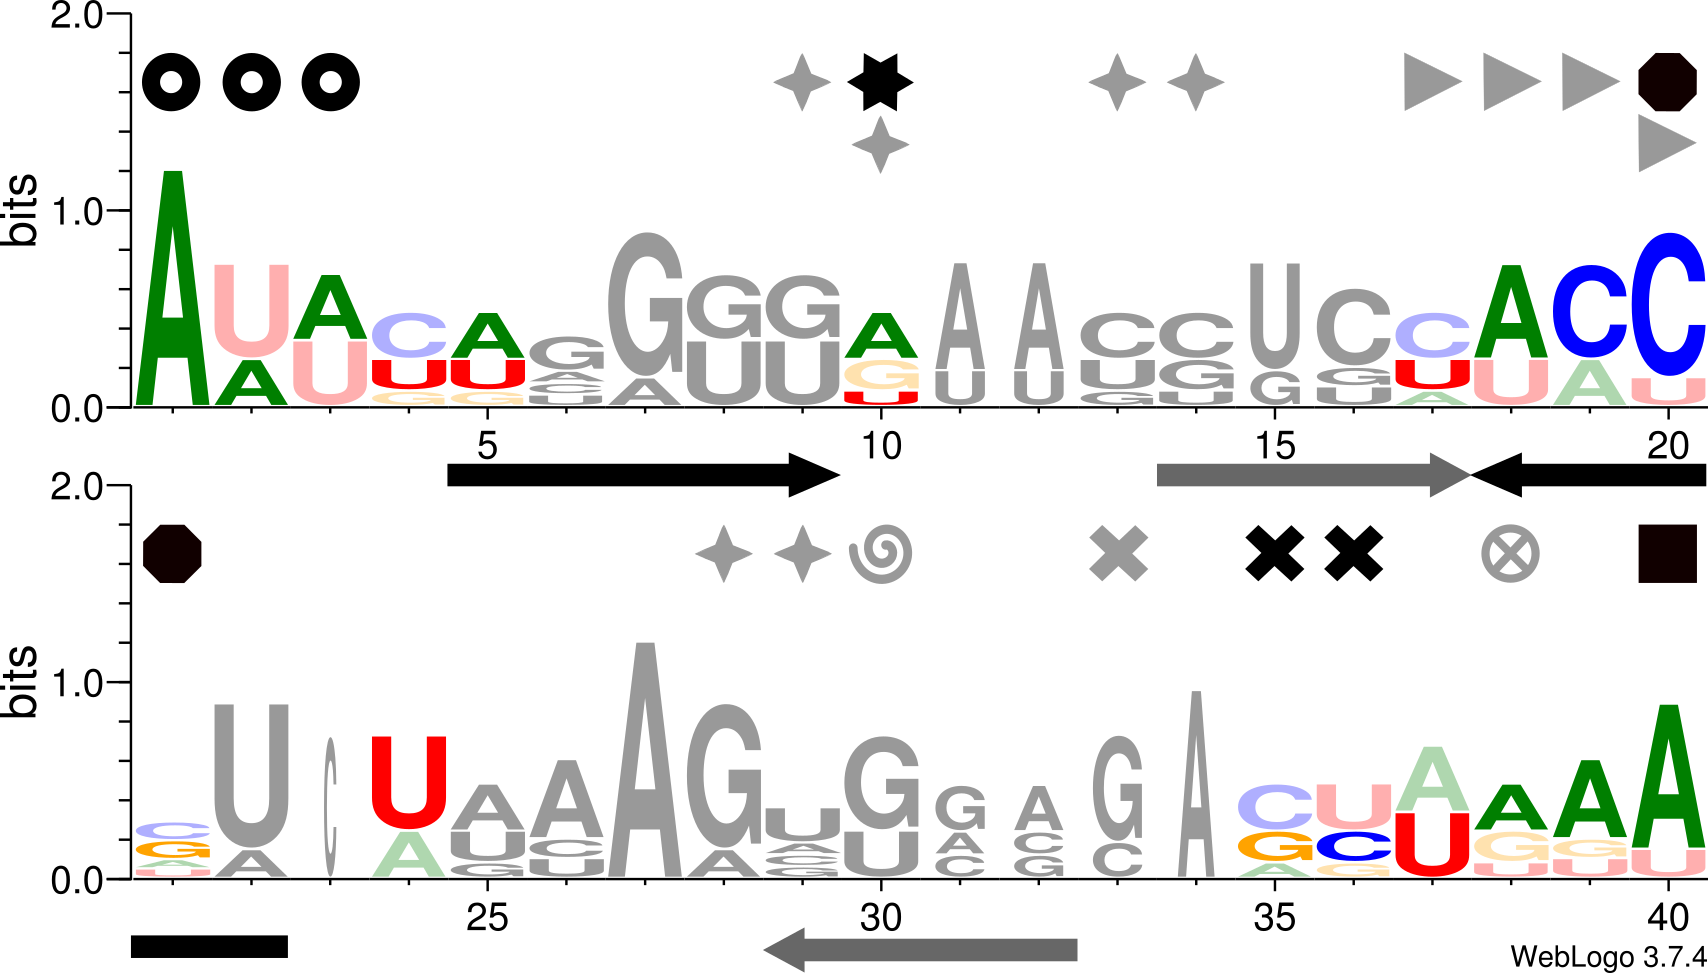 bits
2.0
1.0
0.0
A U A C A G G G G A A A C C U C C A C C
A U U U A A U U G U U U G G G U U A U
G G C U G U U A
U
5 10 15 20
bits
2.0
1.0
0.0
C U C U A A A G U G G A G A C U A A A A
G A A U C A A U A C C G C U G G U
A G U C C G A G U U
U G
25 30 35 40
WebLogo 3.7.4